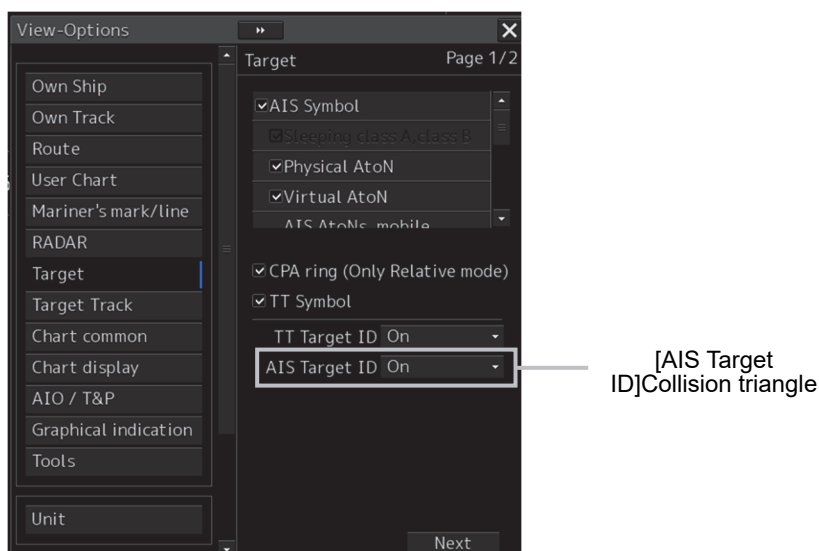 View-Options
Own Ship
Own Track
Route
User Chart
Mariner's mark/line
RADAR
Target
Target Track
Chart common
Chart display
AIO / T&P
Graphical indication
Tools
Unit
Target Page 1/2
AIS Symbol
Sleeping class A,class B
Physical AtoN
Virtual AtoN
AIS AtoNs, mobile
CPA ring (Only Relative mode)
TT Symbol
TT Target ID On
AIS Target ID On
Next
[AIS Target
ID]Collision triangle